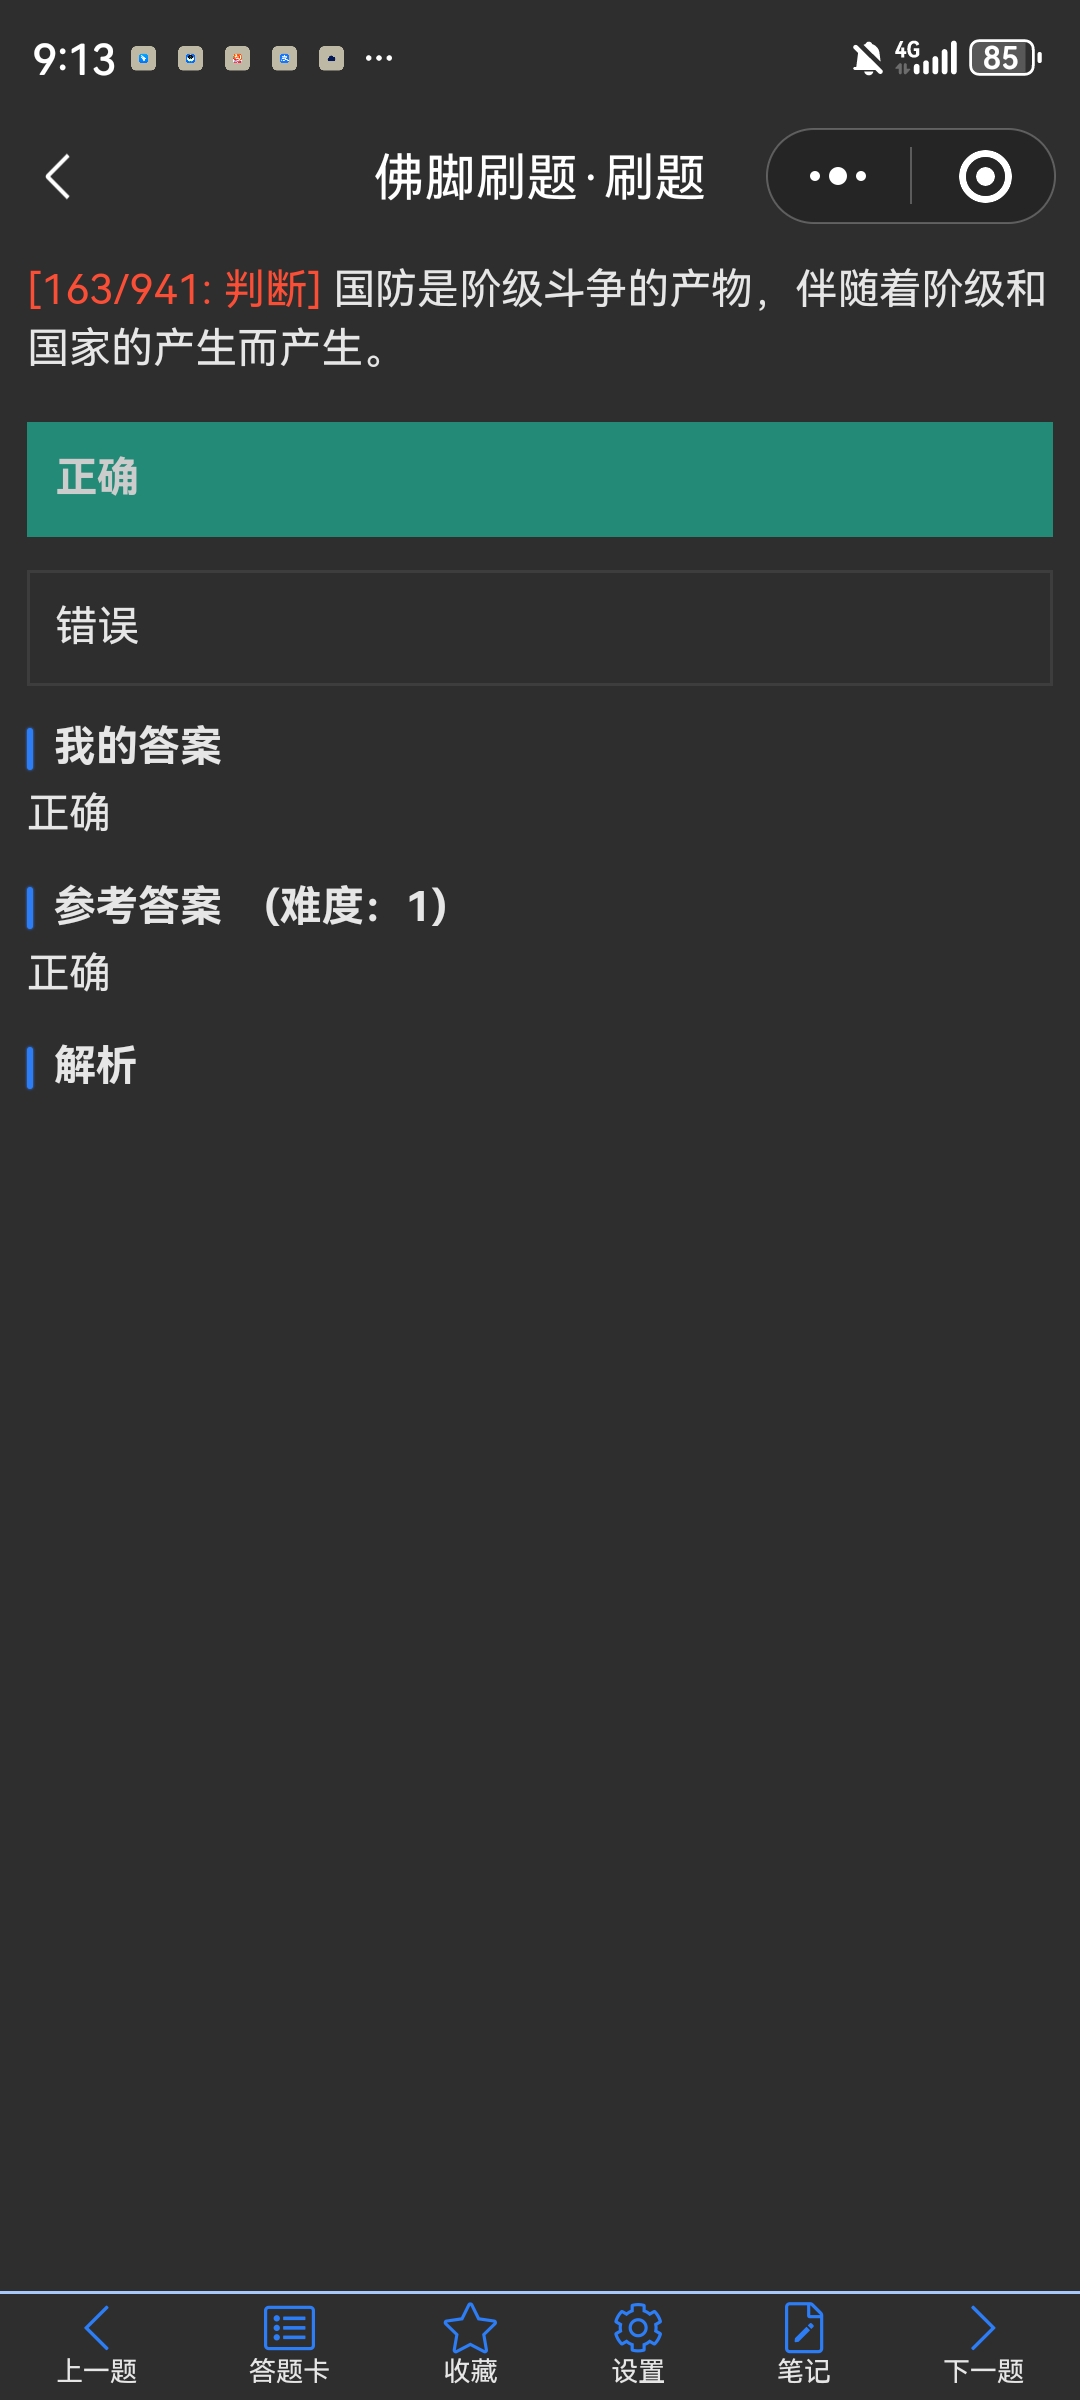 9:13
4G
85
佛脚刷题·刷题
[163/941: 判断] 国防是阶级斗争的产物，伴随着阶级和
国家的产生而产生。
正确
错误
我的答案
正确
参考答案 (难度：1)
正确
解析
上一题 答题卡 收藏 设置 笔记 下一题